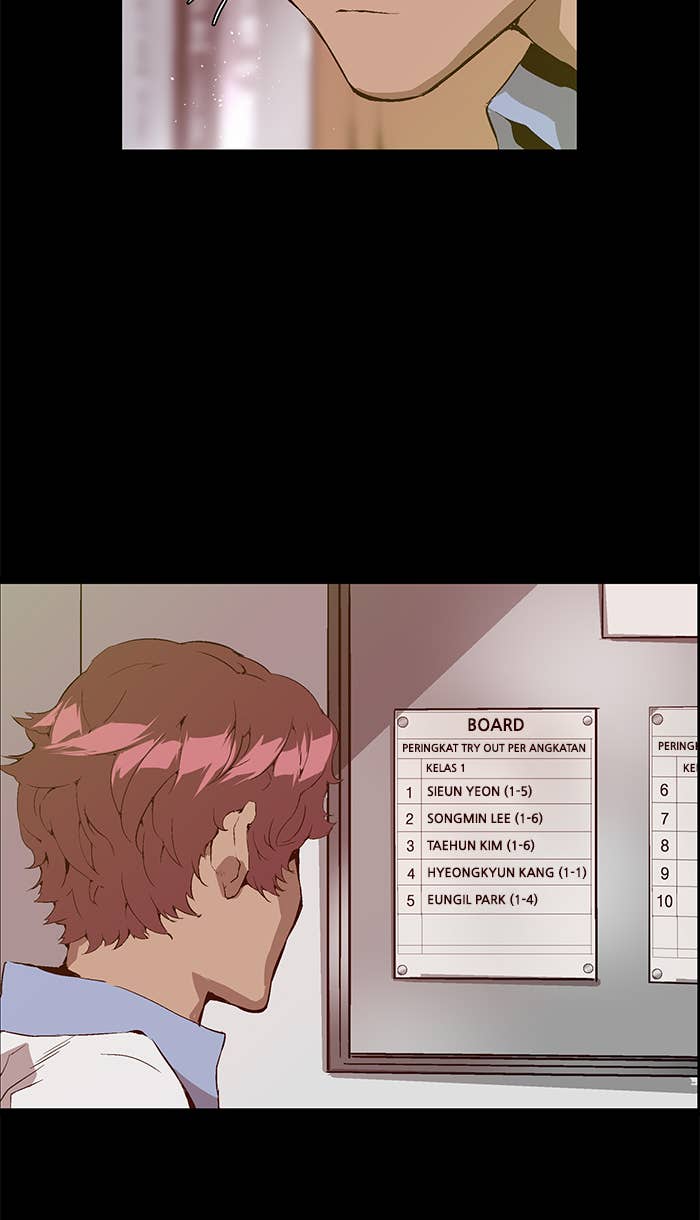 BOARD
PERINGKAT TRY OUT PER ANGKATAN
KELAS 1
1 SIEUN YEON (1-5)
2 SONGMIN LEE (1-6)
3 TAEHUN KIM (1-6)
4 HYEONGKYUN KANG (1-1)
5 EUNGIL PARK (1-4)
6
7
8
9
10